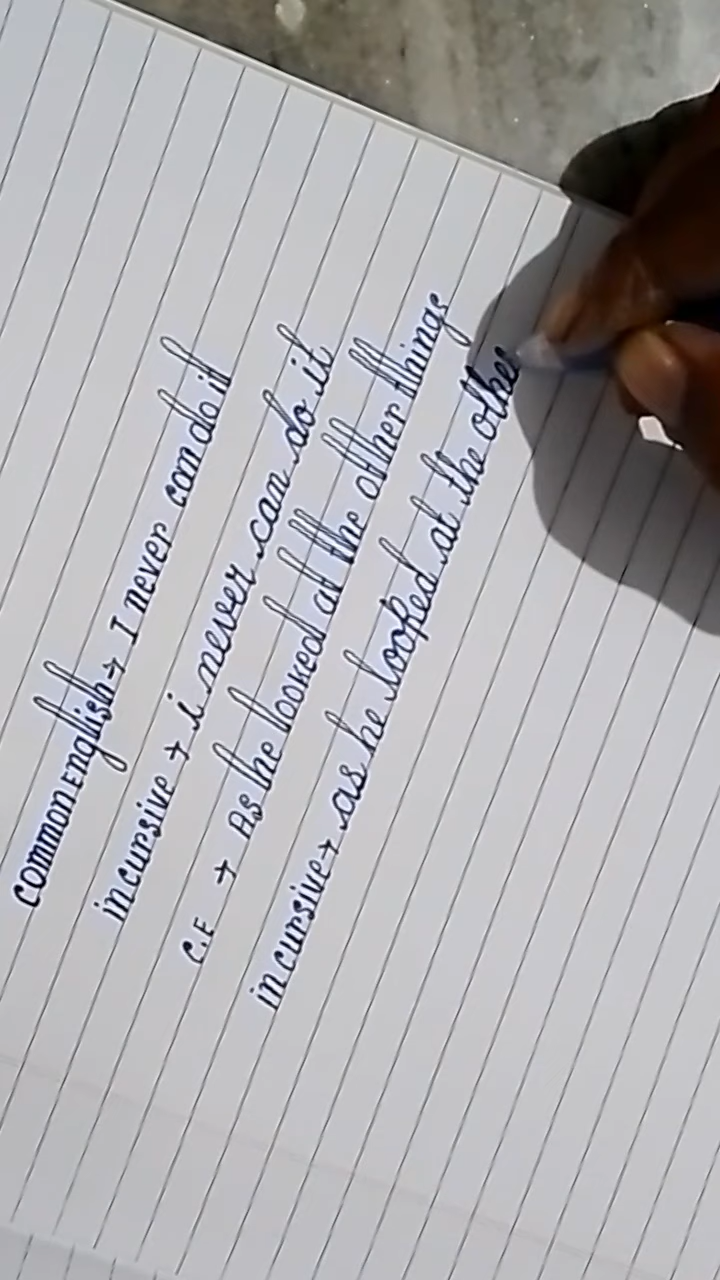 common English → I never can do it
in cursive → i never can do it
C.E → As he looked at the other things
in cursive → as he looked at the othe